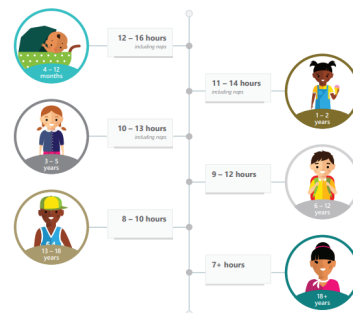 12 – 16 hours
including naps
4 – 12
months
11 – 14 hours
including naps
1 – 2
years
10 – 13 hours
including naps
3 – 5
years
9 – 12 hours
6 – 12
years
8 – 10 hours
13 – 18
years
7+ hours
18+
years